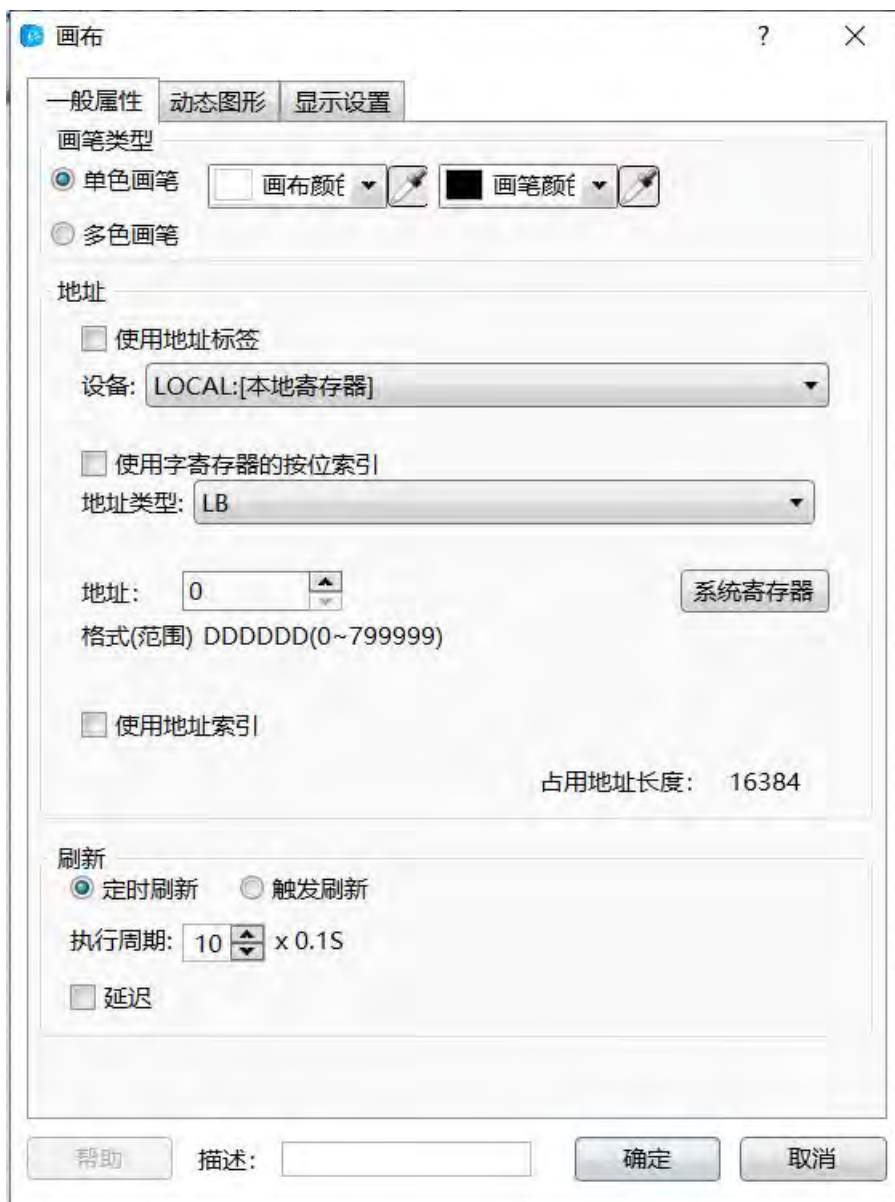 画布 ?
一般属性 动态图形 显示设置
画笔类型
单色画笔 画布颜 画笔颜
多色画笔
地址
使用地址标签
设备: LOCAL:[本地寄存器]
使用字寄存器的按位索引
地址类型: LB
地址: 0 系统寄存器
格式(范围) DDDDDD(0~799999)
使用地址索引
占用地址长度: 16384
刷新
定时刷新 触发刷新
执行周期: 10 x 0.1S
延迟
帮助 描述: 确定 取消